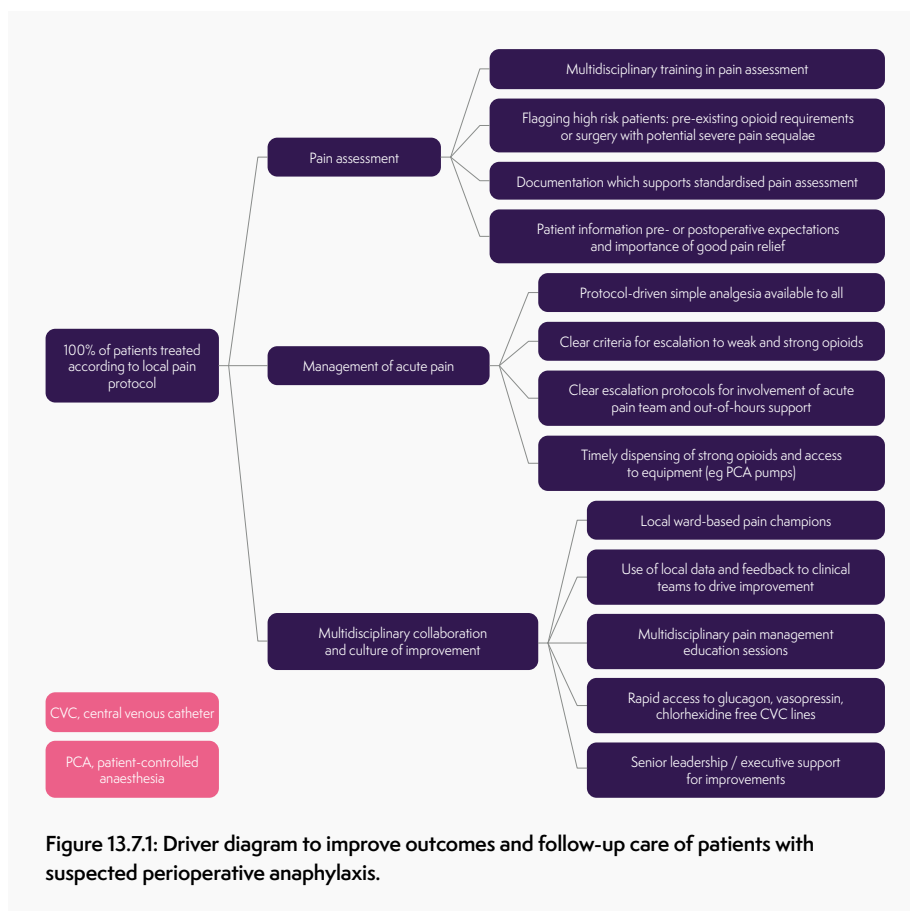 Multidisciplinary training in pain assessment
Flagging high risk patients: pre-existing opioid requirements
or surgery with potential severe pain sequalae
Pain assessment
Documentation which supports standardised pain assessment
Patient information pre- or postoperative expectations
and importance of good pain relief
Protocol-driven simple analgesia available to all
100% of patients treated
according to local pain
protocol
Management of acute pain
Clear criteria for escalation to weak and strong opioids
Clear escalation protocols for involvement of acute
pain team and out-of-hours support
Timely dispensing of strong opioids and access
to equipment (eg PCA pumps)
Local ward-based pain champions
Use of local data and feedback to clinical
teams to drive improvement
Multidisciplinary collaboration
and culture of improvement
Multidisciplinary pain management
education sessions
Rapid access to glucagon, vasopressin,
chlorhexidine free CVC lines
Senior leadership / executive support
for improvements
CVC, central venous catheter
PCA, patient-controlled
anaesthesia
Figure 13.7.1: Driver diagram to improve outcomes and follow-up care of patients with
suspected perioperative anaphylaxis.